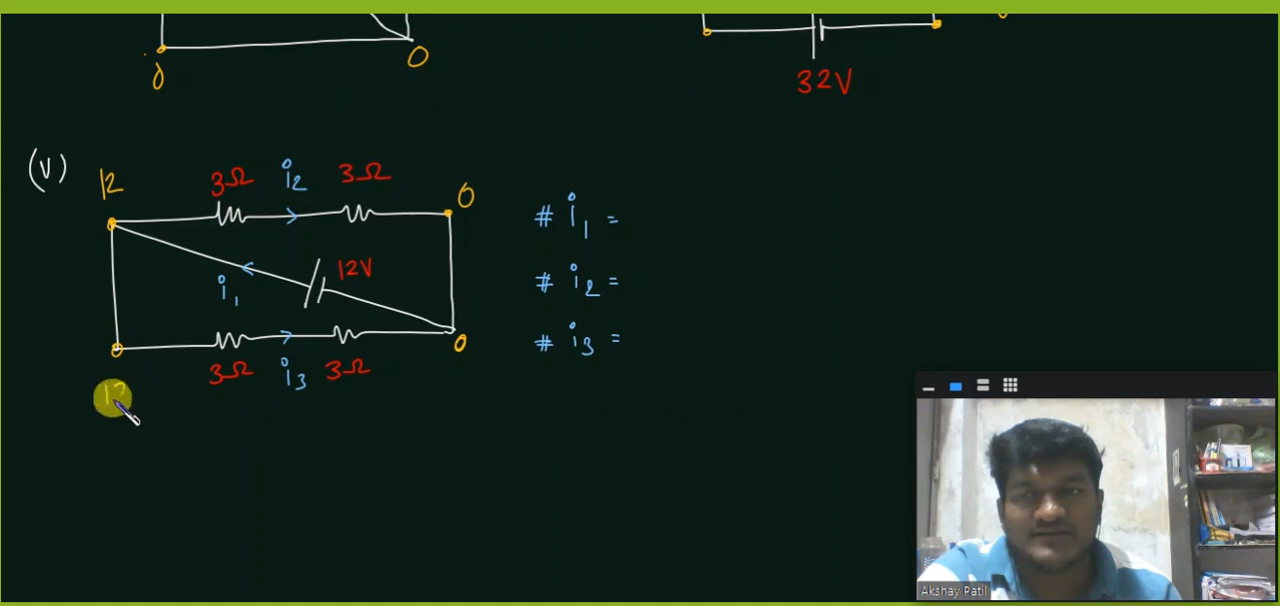 j
0
32V
(V)
12
3Ω i2 3Ω
0
# i1 =
12V
i1
# i2 =
0
# i3 =
3Ω i3 3Ω
12
Akshay Patil